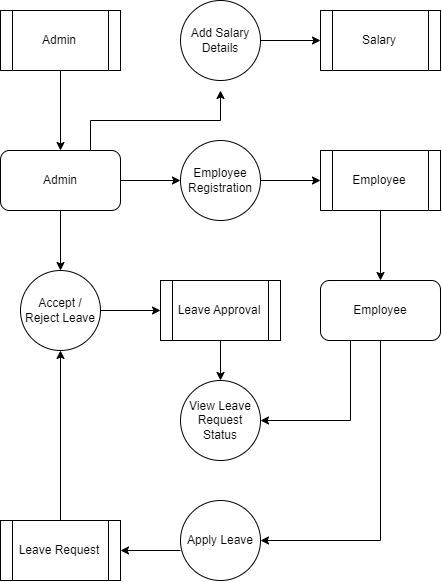 Admin
Add Salary
Details
Salary
Admin
Employee
Registration
Employee
Accept /
Reject Leave
Leave Approval
Employee
View Leave
Request
Status
Leave Request
Apply Leave